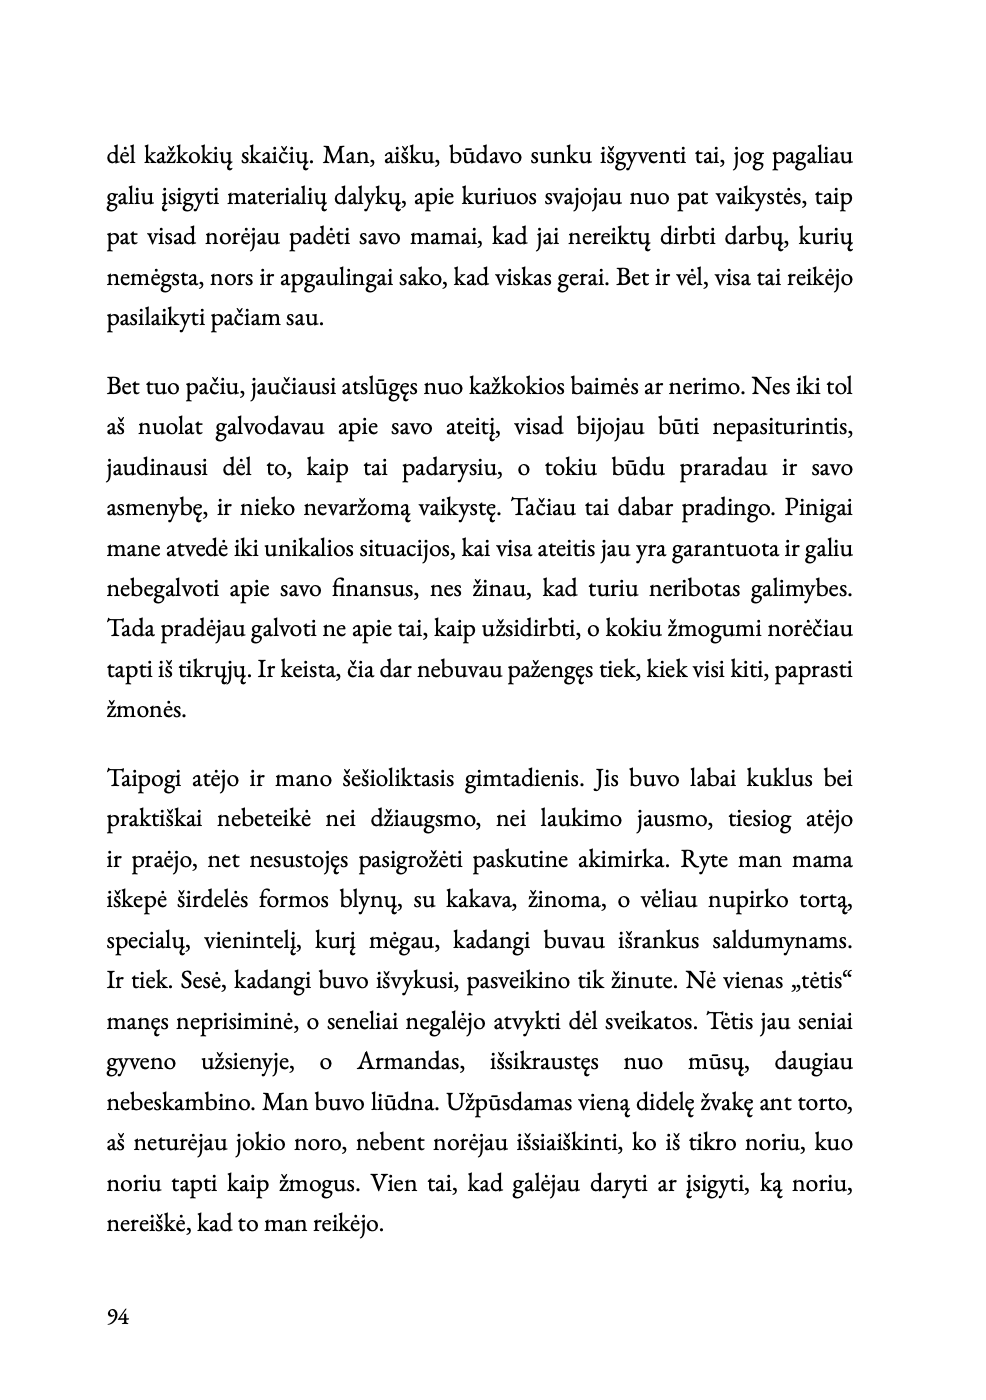 dėl kažkokių skaičių. Man, aišku, būdavo sunku išgyventi tai, jog pagaliau
galiu įsigyti materialių dalykų, apie kuriuos svajojau nuo pat vaikystės, taip
pat visad norėjau padėti savo mamai, kad jai nereiktų dirbti darbų, kurių
nemėgsta, nors ir apgaulingai sako, kad viskas gerai. Bet ir vėl, visa tai reikėjo
pasilaikyti pačiam sau.
Bet tuo pačiu, jaučiausi atslūgęs nuo kažkokios baimės ar nerimo. Nes iki tol
aš nuolat galvodavau apie savo ateitį, visad bijojau būti nepasiturintis,
jaudinausi dėl to, kaip tai padarysiu, o tokiu būdu praradau ir savo
asmenybę, ir nieko nevaržomą vaikystę. Tačiau tai dabar pradingo. Pinigai
mane atvedė iki unikalios situacijos, kai visa ateitis jau yra garantuota ir galiu
nebegalvoti apie savo finansus, nes žinau, kad turiu neribotas galimybes.
Tada pradėjau galvoti ne apie tai, kaip užsidirbti, o kokiu žmogumi norėčiau
tapti iš tikrųjų. Ir keista, čia dar nebuvau pažengęs tiek, kiek visi kiti, paprasti
žmonės.
Taipogi atėjo ir mano šešioliktasis gimtadienis. Jis buvo labai kuklus bei
praktiškai nebeteikė nei džiaugsmo, nei laukimo jausmo, tiesiog atėjo
ir praėjo, net nesustojęs pasigrožėti paskutine akimirka. Ryte man mama
iškepė širdelės formos blynų, su kakava, žinoma, o vėliau nupirko tortą,
specialų, vienintelį, kurį mėgau, kadangi buvau išrankus saldumynams.
Ir tiek. Sesė, kadangi buvo išvykusi, pasveikino tik žinute. Nė vienas „tėtis“
manęs neprisiminė, o seneliai negalėjo atvykti dėl sveikatos. Tėtis jau seniai
gyveno užsienyje, o Armandas, išsikraustęs nuo mūsų, daugiau
nebeskambino. Man buvo liūdna. Užpūsdamas vieną didelę žvakę ant torto,
aš neturėjau jokio noro, nebent norėjau išsiaiškinti, ko iš tikro noriu, kuo
noriu tapti kaip žmogus. Vien tai, kad galėjau daryti ar įsigyti, ką noriu,
nereiškė, kad to man reikėjo.
94